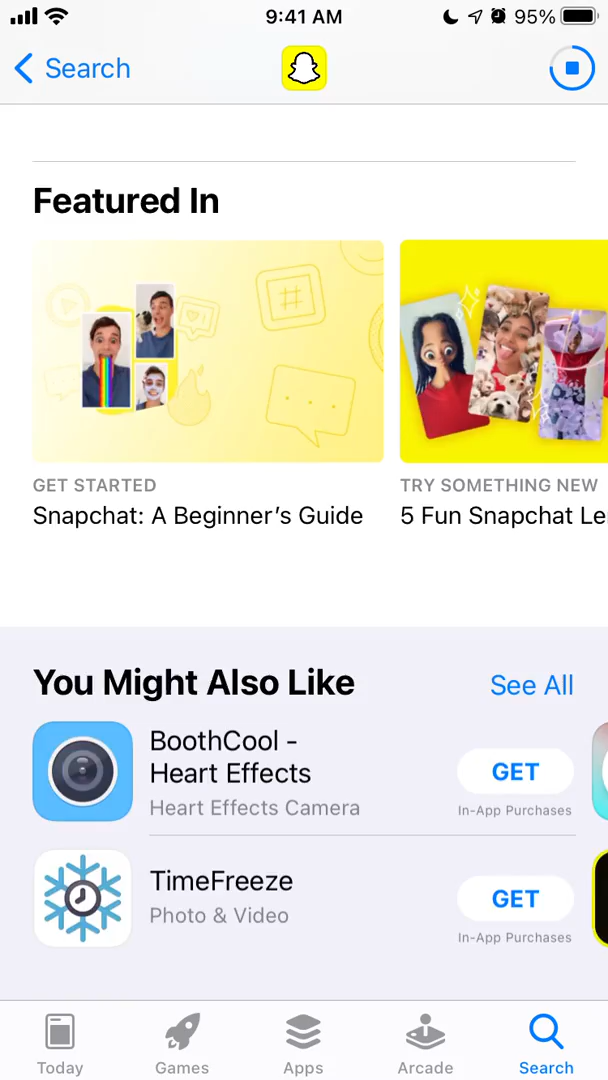 9:41 AM
95%
Search
Featured In
GET STARTED
Snapchat: A Beginner's Guide
TRY SOMETHING NEW
5 Fun Snapchat Le
You Might Also Like
See All
BoothCool -
Heart Effects
Heart Effects Camera
GET
In-App Purchases
TimeFreeze
Photo & Video
GET
In-App Purchases
Today
Games
Apps
Arcade
Search